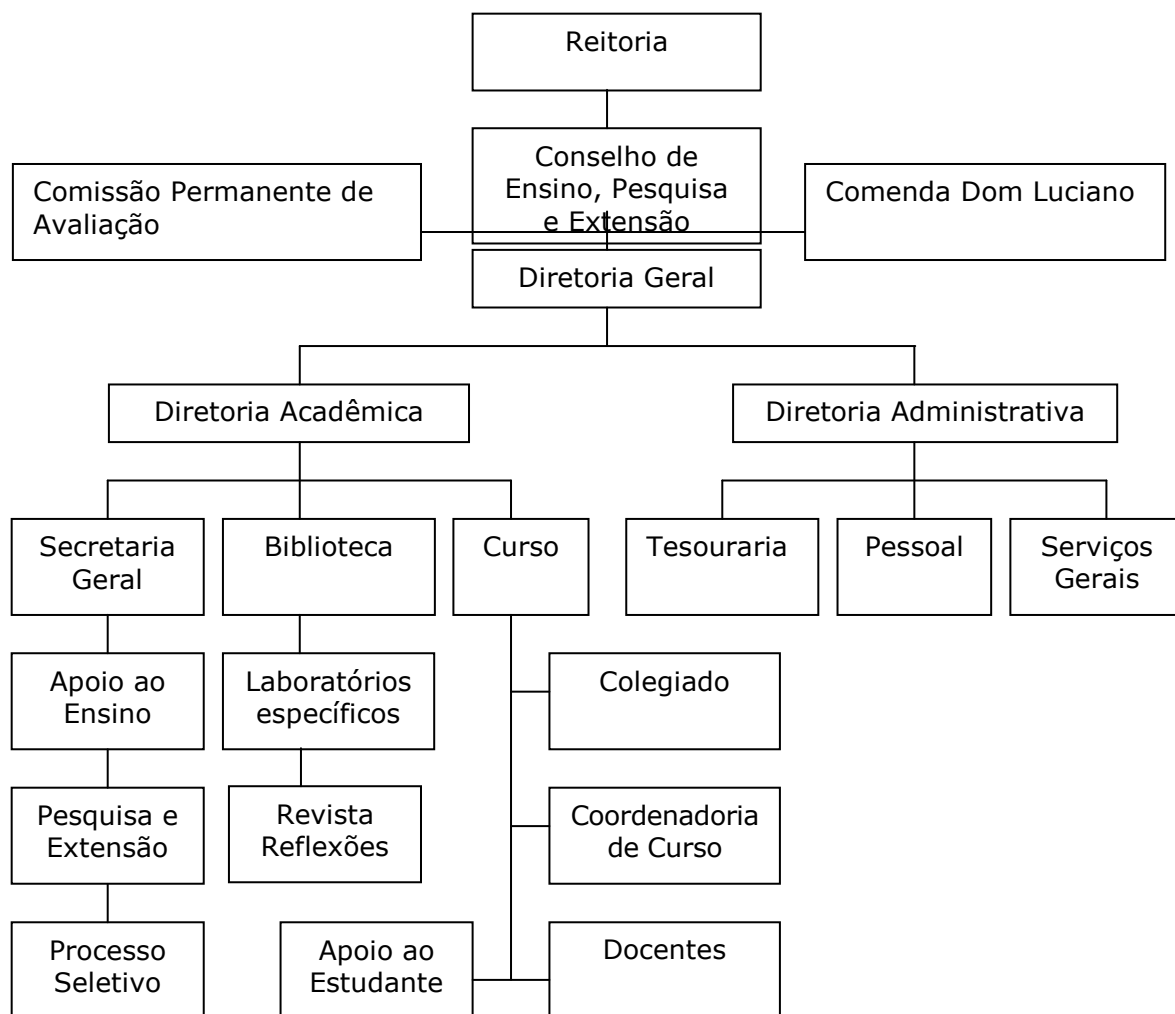 Reitoria
Conselho de
Ensino, Pesquisa
e Extensão
Comissão Permanente de
Avaliação
Comenda Dom Luciano
Diretoria Geral
Diretoria Acadêmica
Diretoria Administrativa
Secretaria
Geral
Biblioteca
Curso
Tesouraria
Pessoal
Serviços
Gerais
Apoio ao
Ensino
Laboratórios
específicos
Colegiado
Pesquisa e
Extensão
Revista
Reflexões
Coordenadoria
de Curso
Processo
Seletivo
Apoio ao
Estudante
Docentes